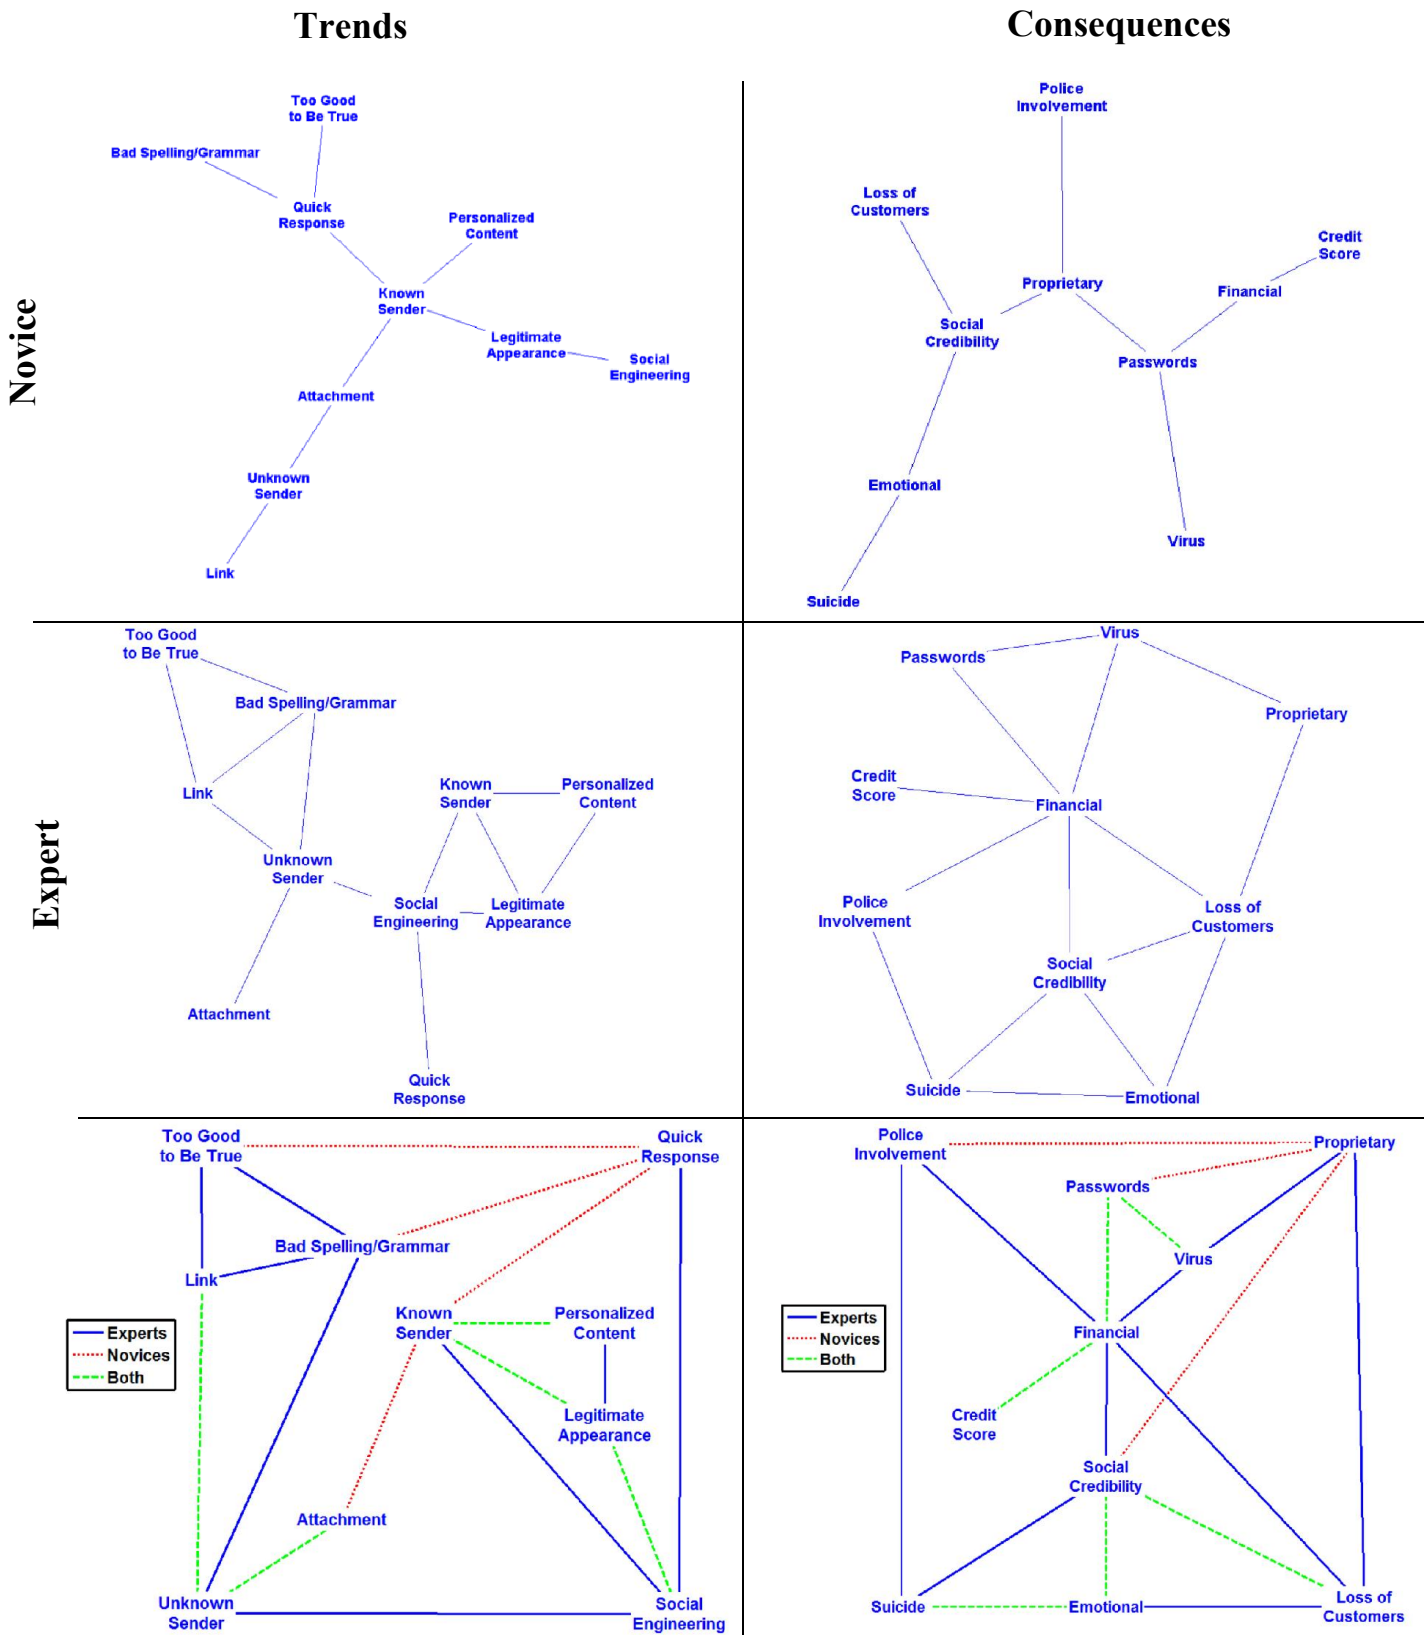 Trends
Consequences
Novice
Too Good
to Be True
Bad Spelling/Grammar
Quick
Response
Personalized
Content
Known
Sender
Legitimate
Appearance
Social
Engineering
Attachment
Unknown
Sender
Link
Police
Involvement
Loss of
Customers
Credit
Score
Proprietary
Financial
Social
Credibility
Passwords
Emotional
Virus
Suicide
Expert
Too Good
to Be True
Bad Spelling/Grammar
Link
Known
Sender
Personalized
Content
Unknown
Sender
Social
Engineering
Legitimate
Appearance
Attachment
Quick
Response
Virus
Passwords
Proprietary
Credit
Score
Financial
Police
Involvement
Loss of
Customers
Social
Credibility
Suicide
Emotional
Too Good
to Be True
Quick
Response
Bad Spelling/Grammar
Link
Known
Sender
Personalized
Content
Experts
Novices
Both
Legitimate
Appearance
Attachment
Unknown
Sender
Social
Engineering
Police
Involvement
Proprietary
Passwords
Virus
Experts
Novices
Both
Financial
Credit
Score
Social
Credibility
Suicide
Emotional
Loss of
Customers